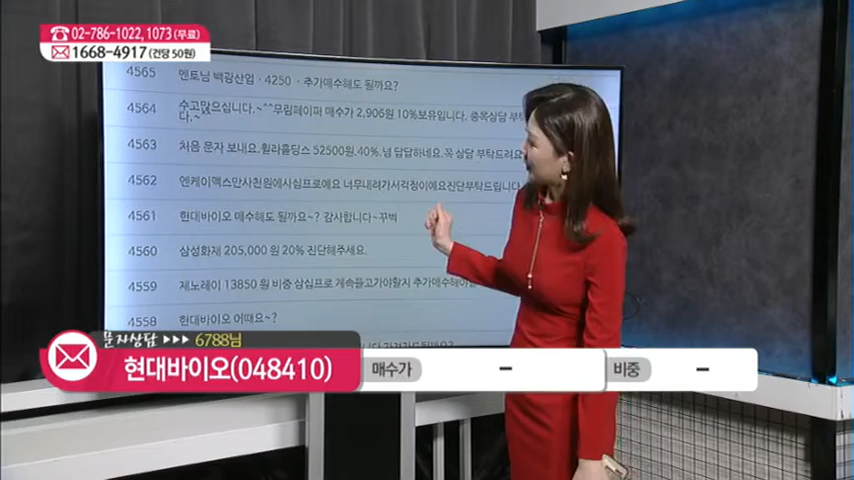 02-786-1022, 1073 (무료)
1668-4917 (건당 50원)
4565 멘토님 백광산업 · 4250 · 추가매수해도 될까요?
4564 수고많으십니다.~^^무림페이퍼 매수가 2,906원 10%보유입니다. 종목상담 부
다.~
4563 처음 문자 보내요.휠라홀딩스 52500원.40%.넘 답답하네요.꼭 상담 부탁드려요
4562 엔케이맥스만사천원에사십프로예요 너무내려가서걱정이예요진단부탁드립니
4561 현대바이오 매수해도 될까요~? 감사합니다~꾸벅
4560 삼성화재 205,000 원 20% 진단해주세요.
4559 제노레이 13850원 비중 삼십프로 계속들고가야할지 추가매수해야
4558 현대바이오 어때요~?
문자상담 ▶▶▶ 6788님
현대바이오(048410) 매수가 - 비중 -